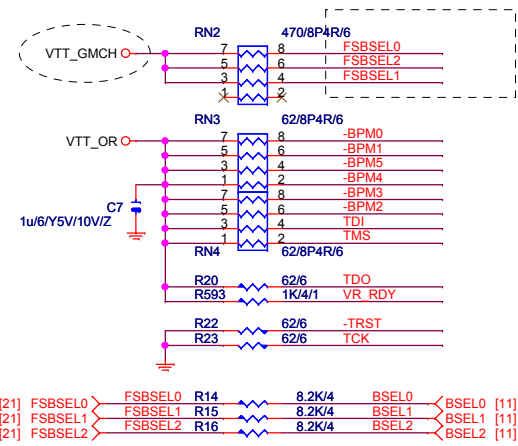 RN2 470/8P4R/6
VTT_GMCH 7 8 FSBSEL0
5 6 FSBSEL2
3 4 FSBSEL1
1 2
RN3 62/8P4R/6
VTT_OR 7 8 -BPM0
5 6 -BPM1
3 4 -BPM5
1 2 -BPM4
7 8 -BPM3
C7 5 6 -BPM2
1u/6/Y5V/10V/Z 3 4 TDI
1 2 TMS
RN4 62/8P4R/6
R20 62/6 TDO
R593 1K/4/1 VR_RDY
R22 62/6 -TRST
R23 62/6 TCK
[21] FSBSEL0 FSBSEL0 R14 8.2K/4 BSEL0 BSEL0 [11]
[21] FSBSEL1 FSBSEL1 R15 8.2K/4 BSEL1 BSEL1 [11]
[21] FSBSEL2 FSBSEL2 R16 8.2K/4 BSEL2 BSEL2 [11]